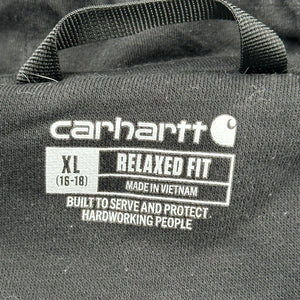 carhartt
XL RELAXED FIT
(16-18) MADE IN VIETNAM
BUILT TO SERVE AND PROTECT
HARDWORKING PEOPLE